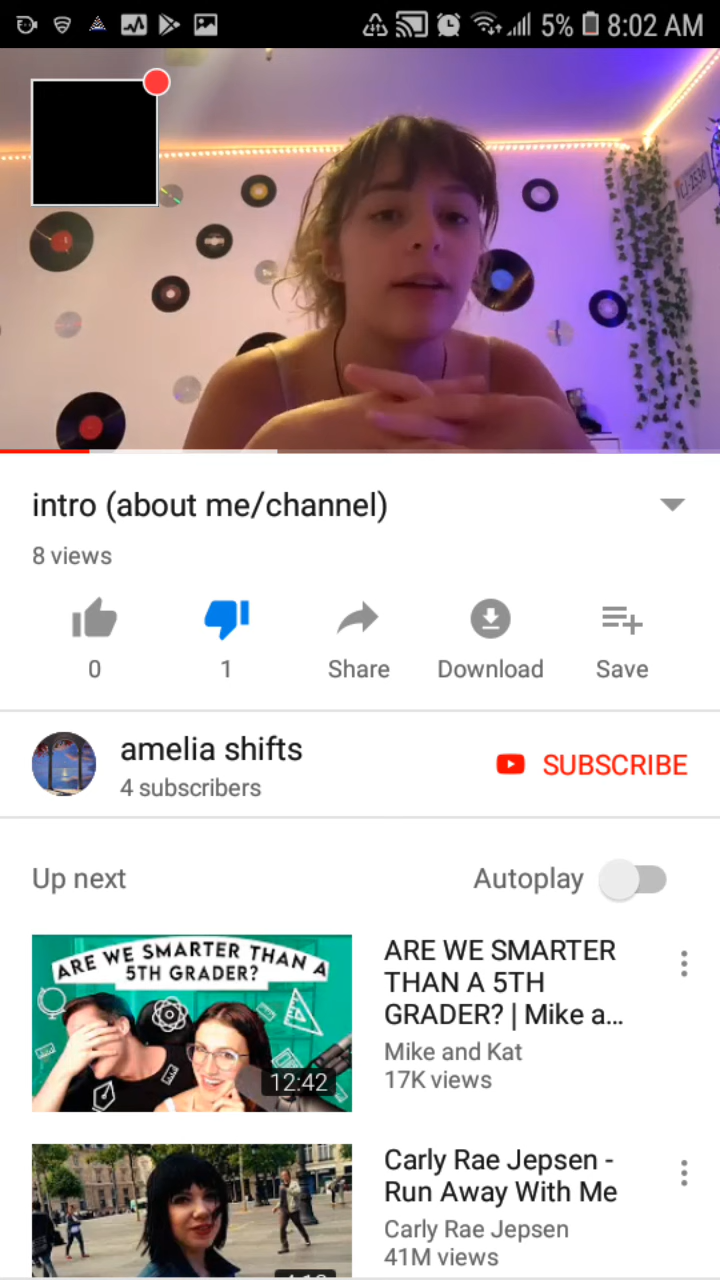 5% 8:02 AM
CJ-2536
intro (about me/channel)
8 views
0
1
Share
Download
Save
amelia shifts
4 subscribers
SUBSCRIBE
Up next
Autoplay
ARE WE SMARTER THAN A
5TH GRADER?
12:42
ARE WE SMARTER
THAN A 5TH
GRADER? | Mike a...
Mike and Kat
17K views
Carly Rae Jepsen -
Run Away With Me
Carly Rae Jepsen
41M views